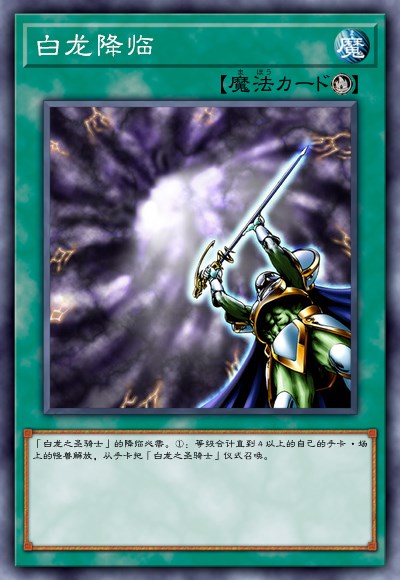 白龙降临
魔
【魔法カード】
まほう
「白龙之圣骑士」的降临必需。①：等级合计直到４以上的自己的手卡·场
上的怪兽解放，从手卡把「白龙之圣骑士」仪式召唤。